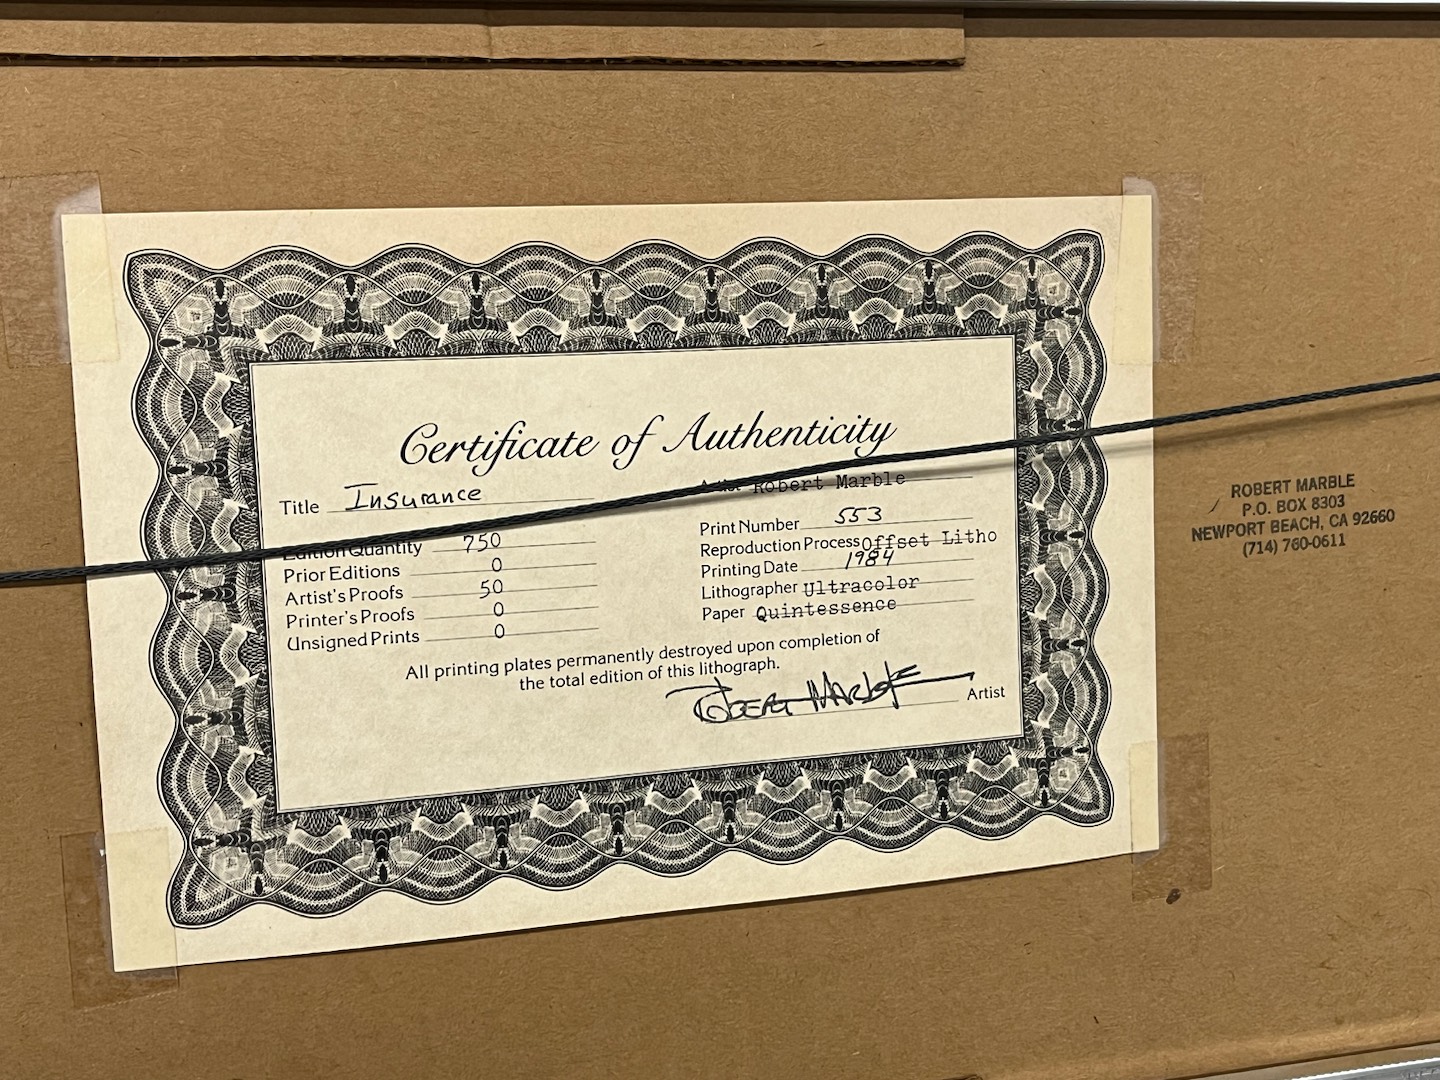 Certificate of Authenticity
Title Insurance
Artist Robert Marble
Edition Quantity 750
Prior Editions 0
Artist's Proofs 50
Printer's Proofs 0
Unsigned Prints 0
Print Number 553
Reproduction Process Offset Litho
Printing Date 1984
Lithographer Ultracolor
Paper Quintessence
All printing plates permanently destroyed upon completion of
the total edition of this lithograph.
Robert Marble Artist
ROBERT MARBLE
P.O. BOX 8303
NEWPORT BEACH, CA 92660
(714) 760-0611